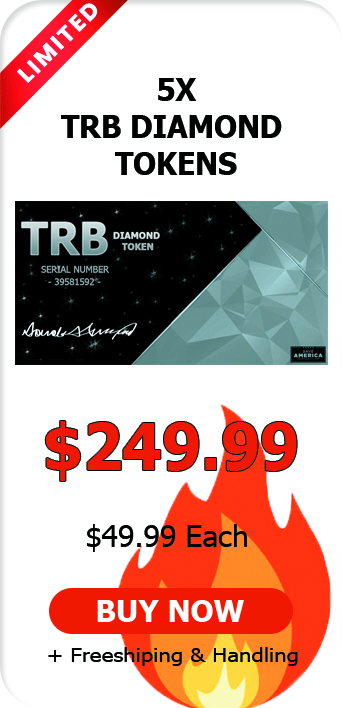 LIMITED
5X
TRB DIAMOND
TOKENS
TRB DIAMOND
TOKEN
SERIAL NUMBER
- 39581592 -
AMERICA
$249.99
$49.99 Each
BUY NOW
+ Freeshiping & Handling